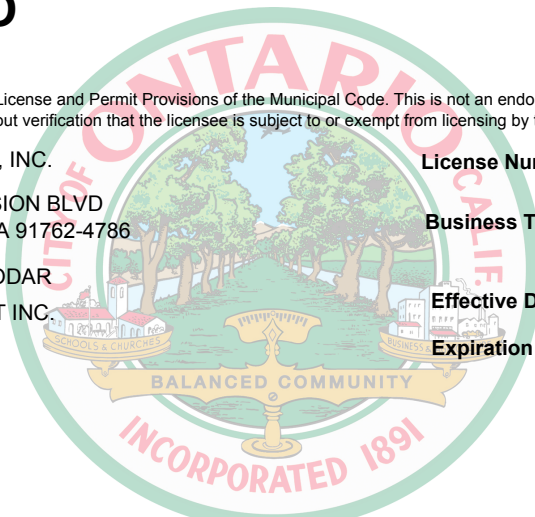 O
License and Permit Provisions of the Municipal Code. This is not an endo
out verification that the licensee is subject to or exempt from licensing by
, INC.
License Nu
SION BLVD
A 91762-4786
Business T
ODAR
T INC.
Effective D
Expiration
CITY OF ONTARIO CALIF.
SCHOOLS & CHURCHES
BUSINESS &
BALANCED COMMUNITY
INCORPORATED 1891